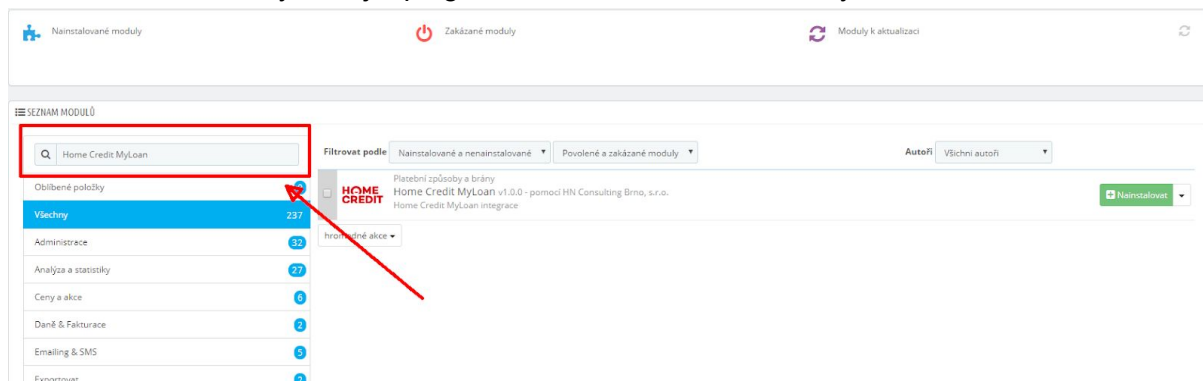 Nainstalované moduly
Zakázané moduly
Moduly k aktualizaci
SEZNAM MODULŮ
Home Credit MyLoan
Filtrovat podle Nainstalované a nenainstalované Povolené a zakázané moduly Autoři Všichni autoři
Oblíbené položky
Všechny 237
Administrace 32
Analýza a statistiky 27
Ceny a akce 6
Daně & Fakturace 2
Emailing & SMS 5
Exportovat
HOME CREDIT
Platební způsoby a brány
Home Credit MyLoan v1.0.0 - pomocí HN Consulting Brno, s.r.o.
Home Credit MyLoan integrace
Nainstalovat
hromadné akce